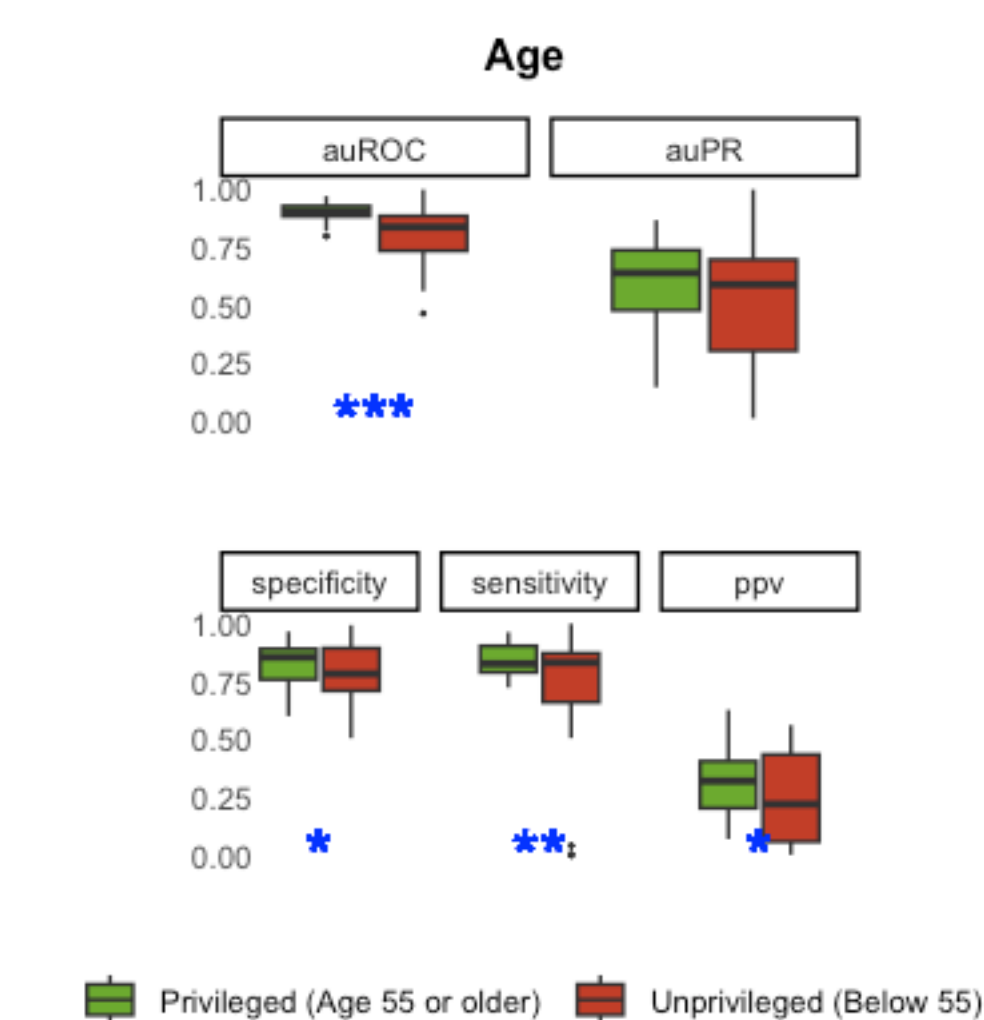 Age
auROC auPR
1.00
0.75
0.50
0.25
***
0.00
specificity sensitivity ppv
1.00
0.75
0.50
0.25
* ** *
0.00
Privileged (Age 55 or older) Unprivileged (Below 55)